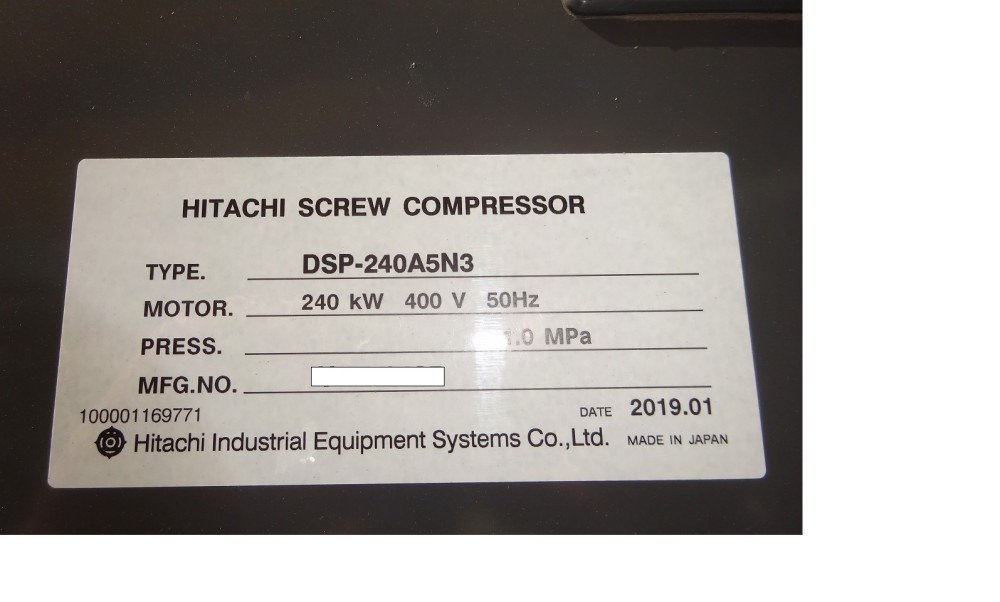 HITACHI SCREW COMPRESSOR
TYPE. DSP-240A5N3
MOTOR. 240 kW 400 V 50Hz
PRESS. 1.0 MPa
MFG.NO.
100001169771
DATE 2019.01
Hitachi Industrial Equipment Systems Co.,Ltd. MADE IN JAPAN